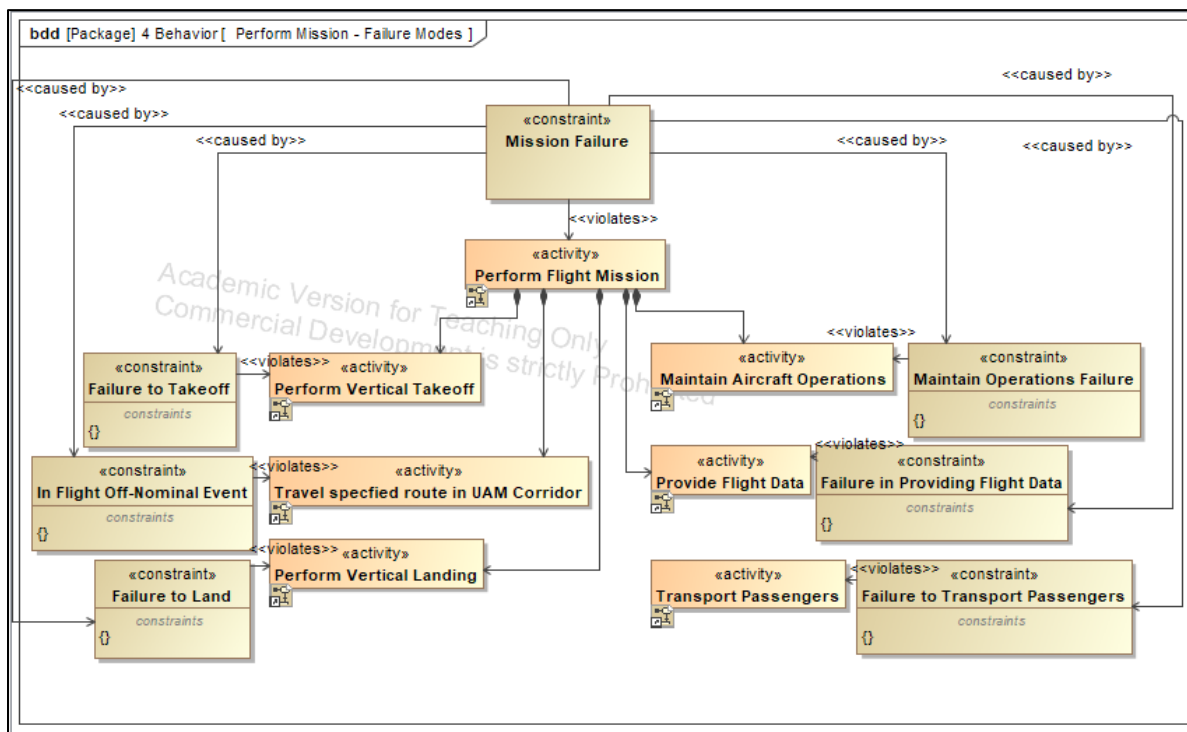 bdd [Package] 4 Behavior[ Perform Mission - Failure Modes ]
<<caused by>>
<<caused by>>
<<caused by>>
<<caused by>>
<<caused by>>
<<caused by>>
«constraint»
Mission Failure
<<violates>>
«activity»
Perform Flight Mission
Academic Version for Teaching Only
Commercial Development is strictly Prohibited
«constraint»
Failure to Takeoff
constraints
{}
<<violates>>
«activity»
Perform Vertical Takeoff
«activity»
Maintain Aircraft Operations
<<violates>>
«constraint»
Maintain Operations Failure
constraints
{}
«constraint»
In Flight Off-Nominal Event
constraints
{}
<<violates>>
«activity»
Travel specfied route in UAM Corridor
«activity»
Provide Flight Data
<<violates>>
«constraint»
Failure in Providing Flight Data
constraints
{}
«constraint»
Failure to Land
constraints
{}
<<violates>>
«activity»
Perform Vertical Landing
«activity»
Transport Passengers
<<violates>>
«constraint»
Failure to Transport Passengers
constraints
{}